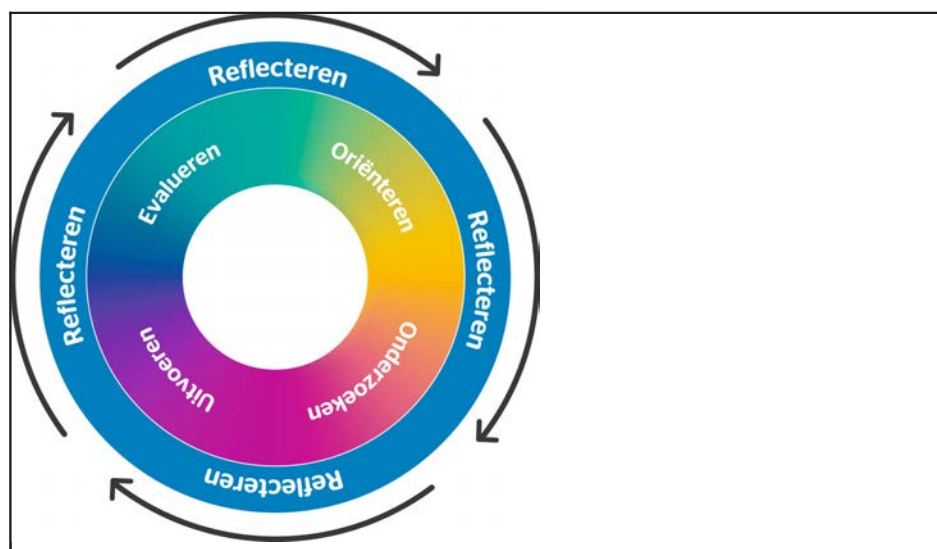 Reflecteren
Oriënteren
Reflecteren
Onderzoeken
Reflecteren
Uitvoeren
Reflecteren
Evalueren